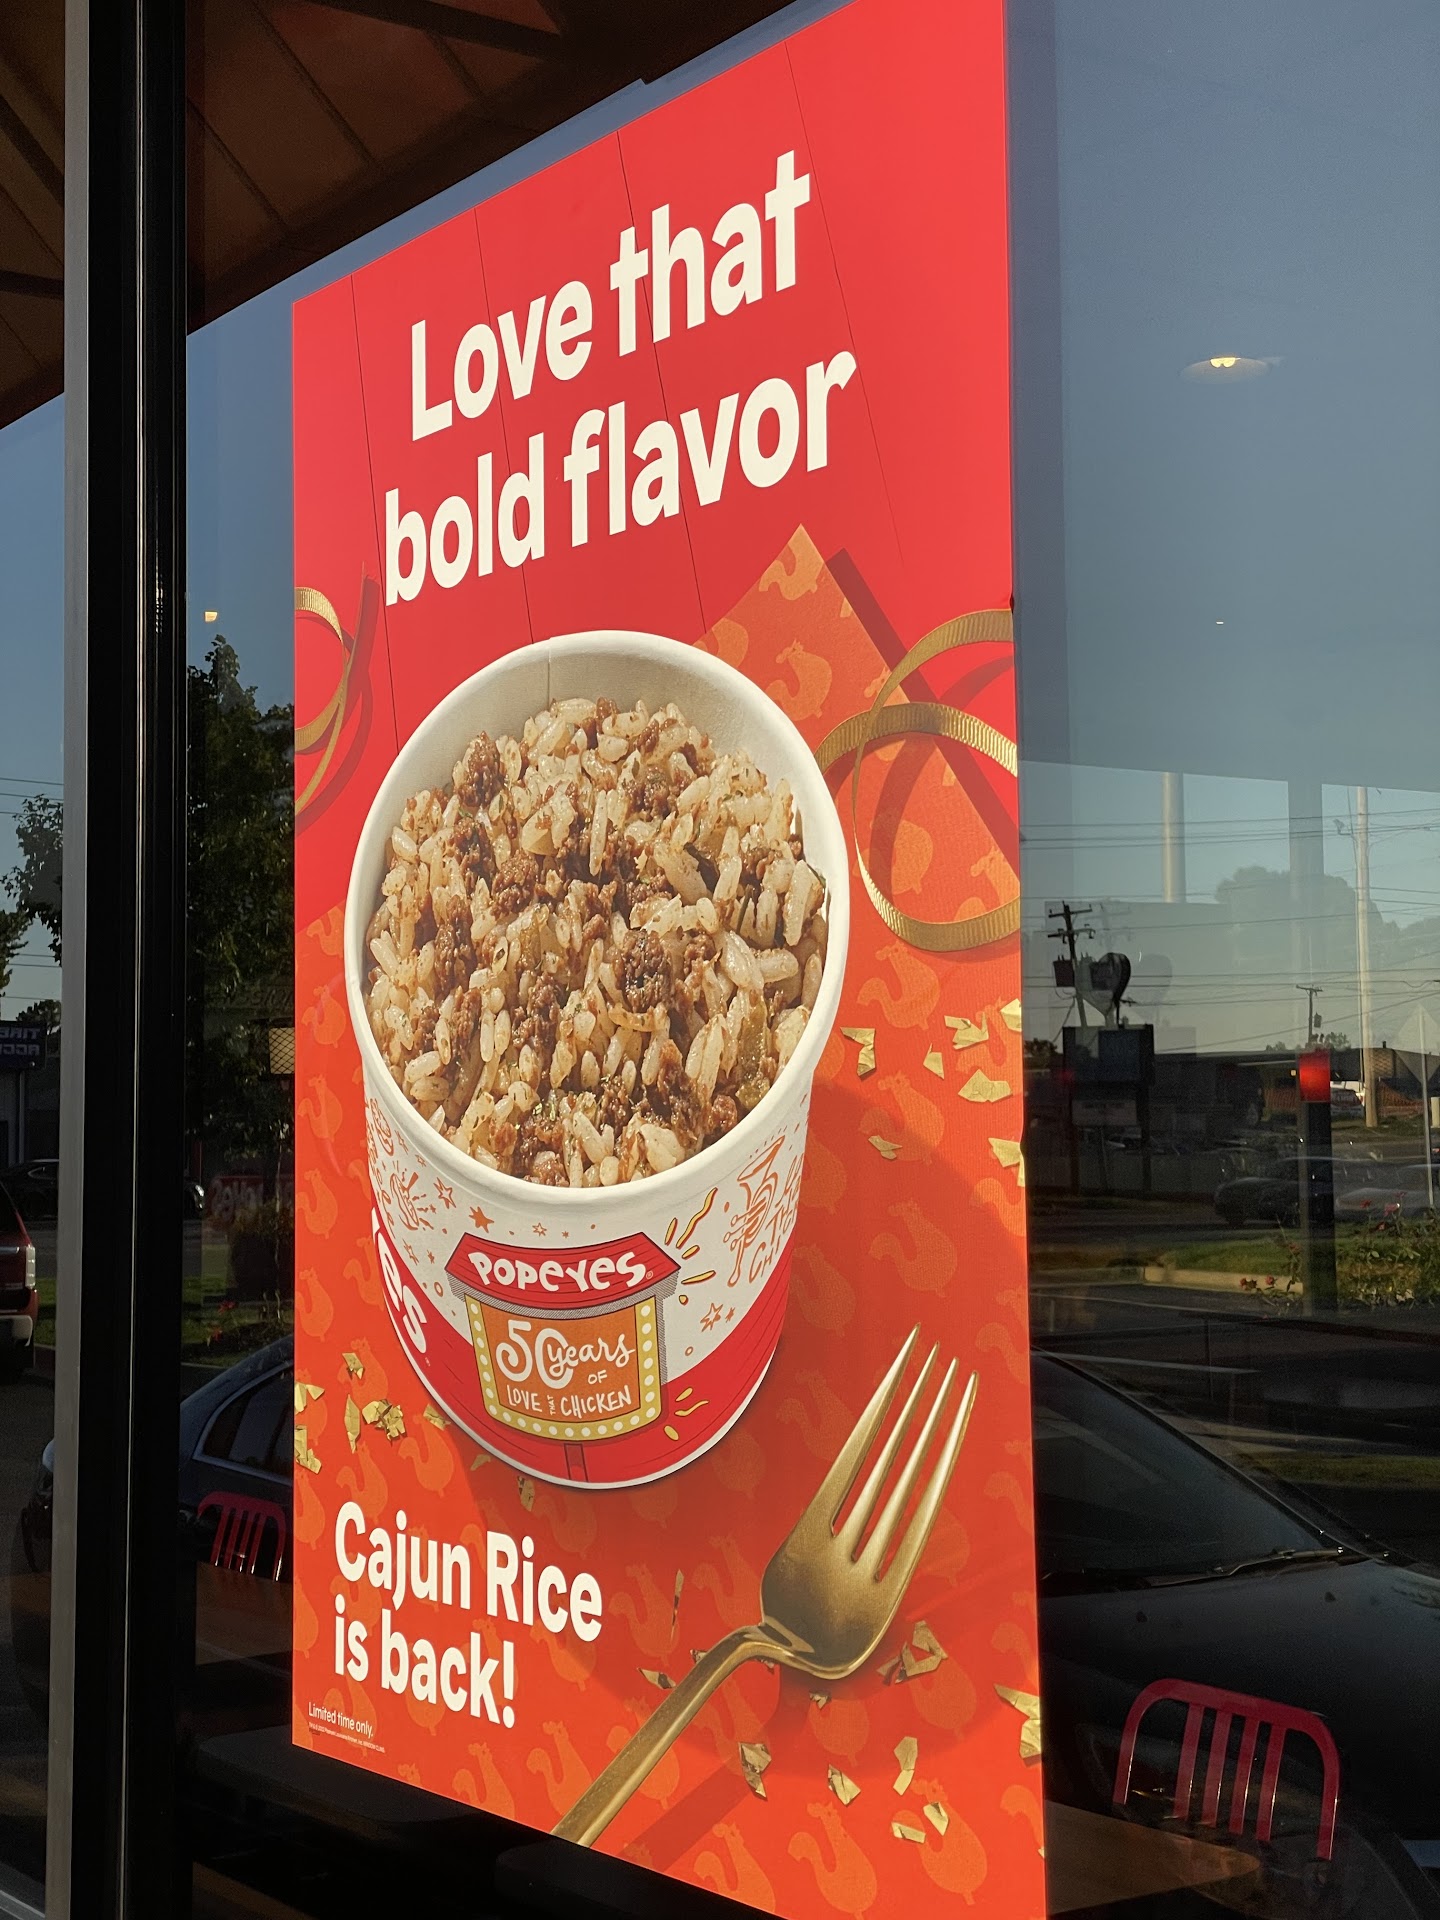 Love that
bold flavor
POPEYES
50 years
OF
LOVE THAT CHICKEN
Cajun Rice
is back!
Limited time only.